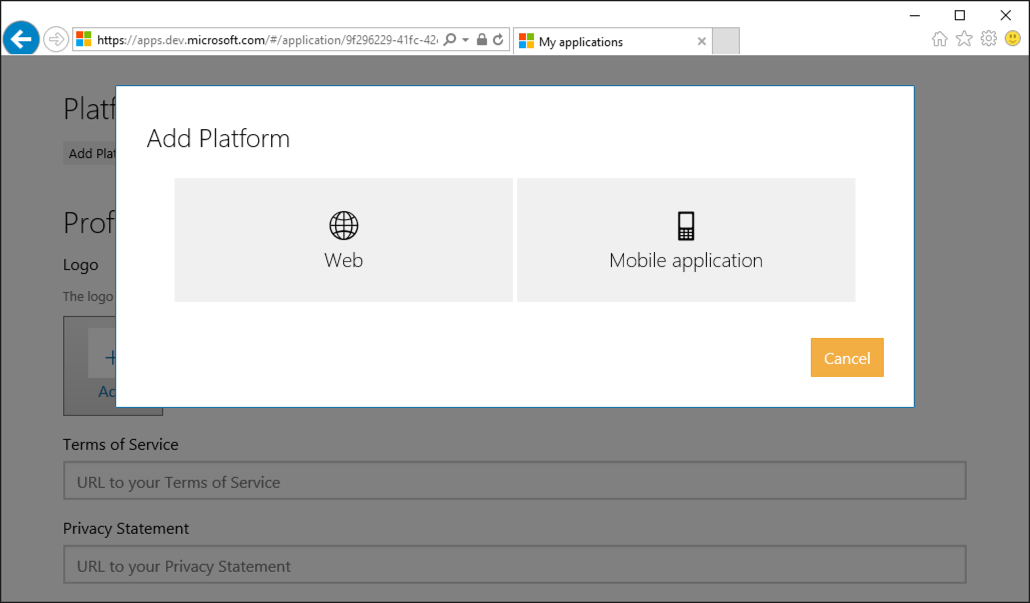 https://apps.dev.microsoft.com/#/application/9f296229-41fc-42
My applications
Platf
Add Plat
Add Platform
Web
Mobile application
Cancel
Prof
Logo
The logo
Terms of Service
URL to your Terms of Service
Privacy Statement
URL to your Privacy Statement